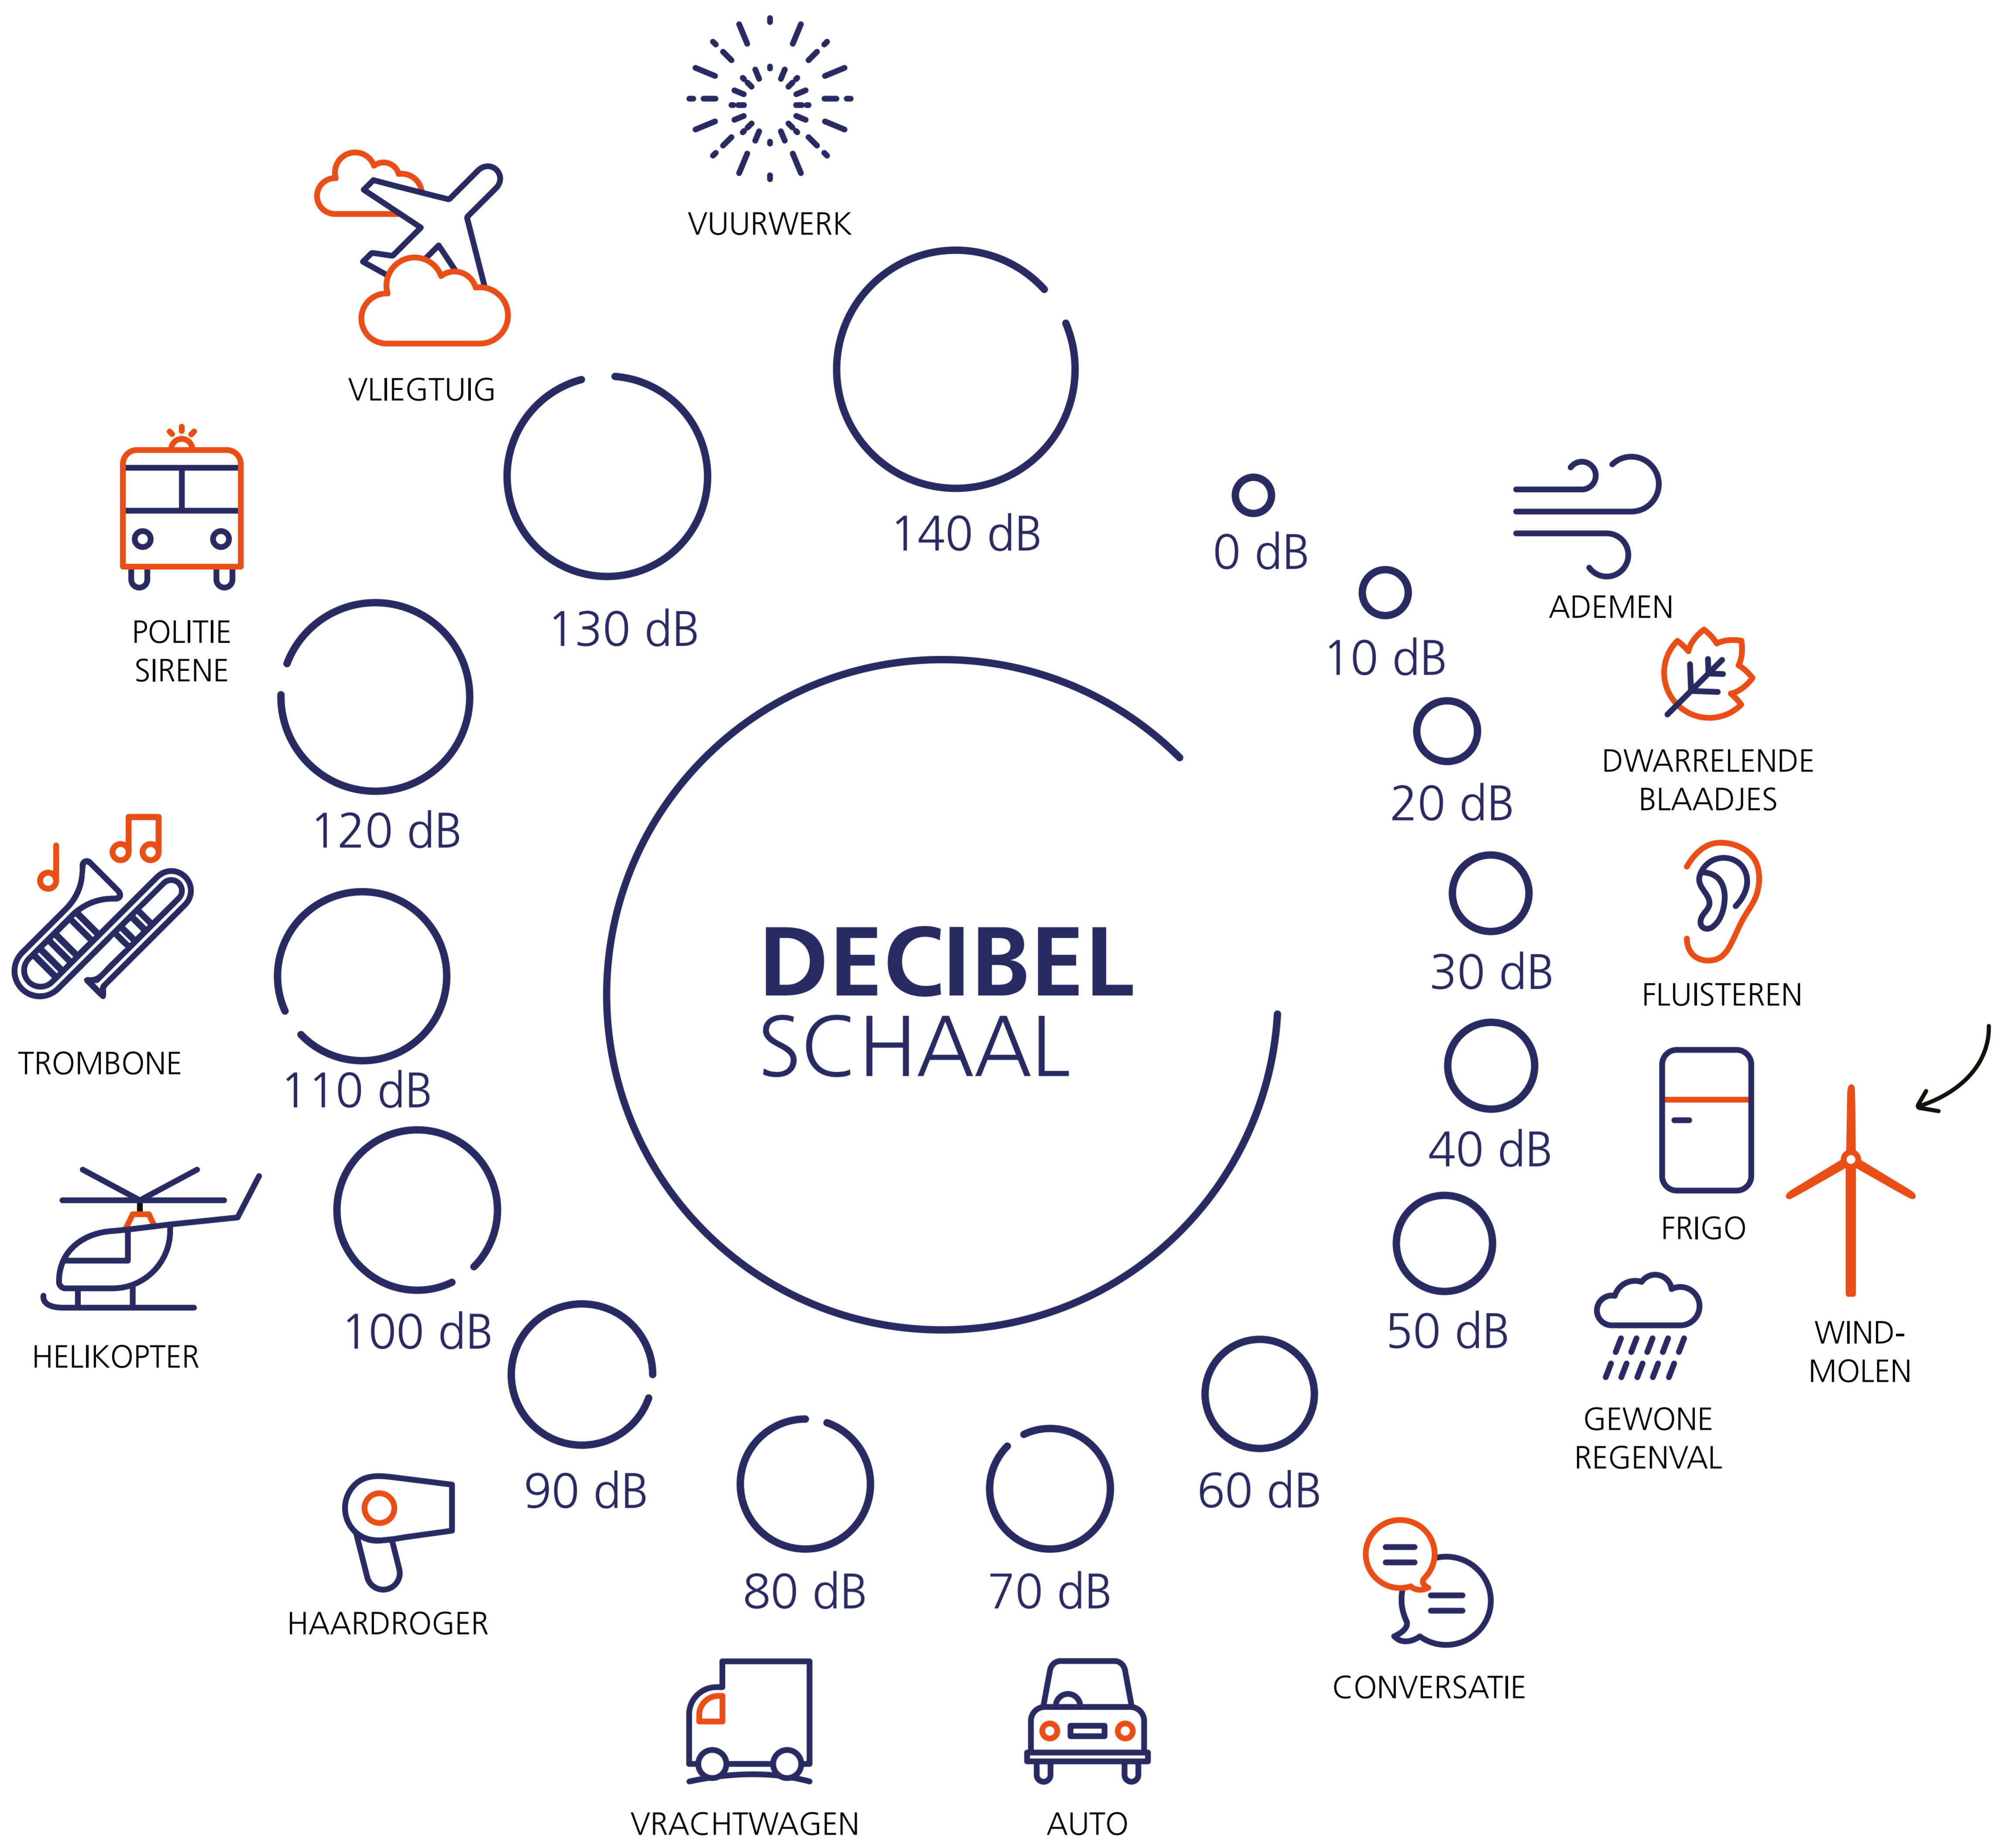 VUURWERK
VLIEGTUIG
140 dB
0 dB
ADEMEN
130 dB
POLITIE
SIRENE
10 dB
DWARRELENDE
BLAADJES
20 dB
120 dB
DECIBEL
SCHAAL
30 dB
FLUISTEREN
TROMBONE
110 dB
40 dB
FRIGO
100 dB
HELIKOPTER
50 dB
WIND-
MOLEN
GEWONE
REGENVAL
90 dB
60 dB
80 dB
70 dB
HAARDROGER
CONVERSATIE
VRACHTWAGEN
AUTO